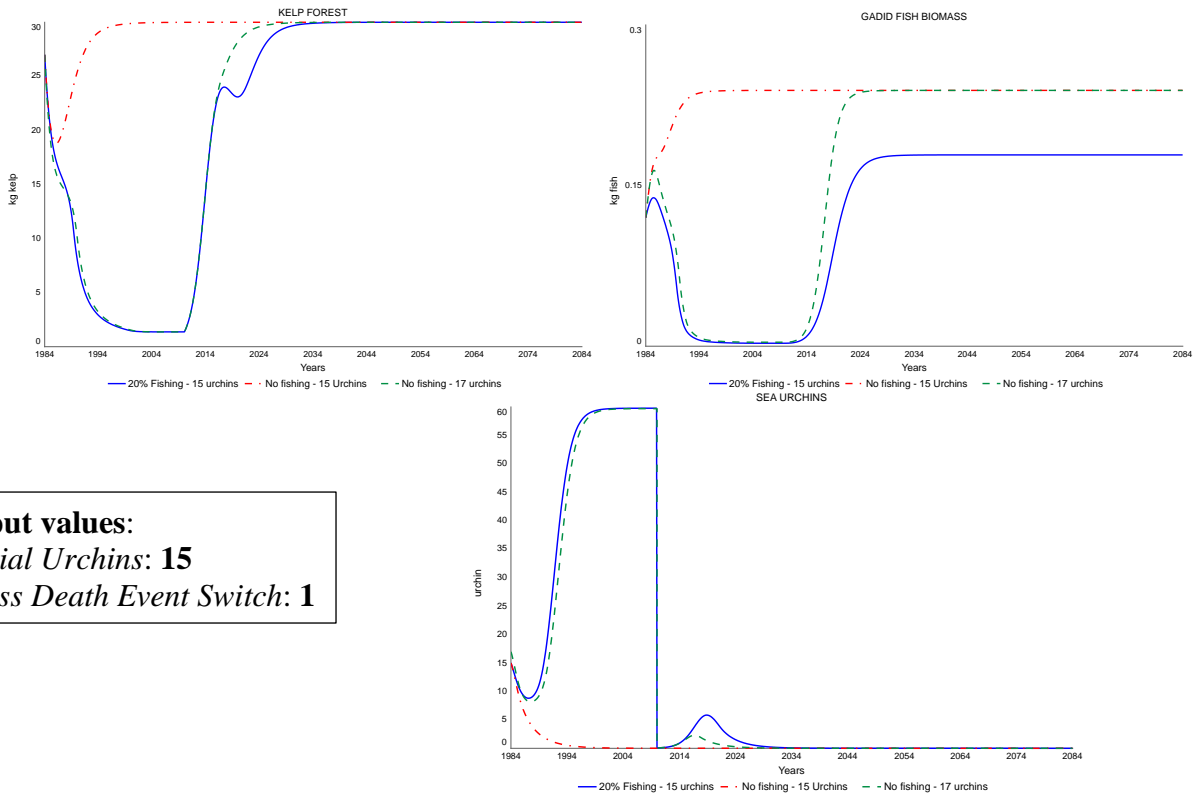 KELP FOREST
30
25
20
15
10
5
0
kg kelp
1984 1994 2004 2014 2024 2034 2044 2054 2064 2074 2084
Years
20% Fishing - 15 urchins No fishing - 15 Urchins No fishing - 17 urchins
GADID FISH BIOMASS
0.3
0.15
0
kg fish
1984 1994 2004 2014 2024 2034 2044 2054 2064 2074 2084
Years
20% Fishing - 15 urchins No fishing - 15 Urchins No fishing - 17 urchins
SEA URCHINS
60
55
50
45
40
35
30
25
20
15
10
5
0
urchin
1984 1994 2004 2014 2024 2034 2044 2054 2064 2074 2084
Years
20% Fishing - 15 urchins No fishing - 15 Urchins No fishing - 17 urchins
out values:
ial Urchins: 15
ss Death Event Switch: 1